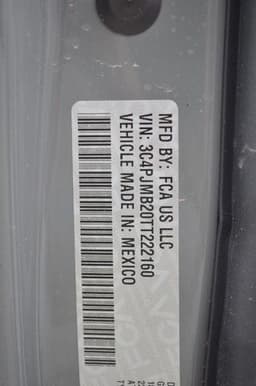 MFD BY: FCA US LLC
VIN: 3C4PJMB20TT222160
VEHICLE MADE IN: MEXICO